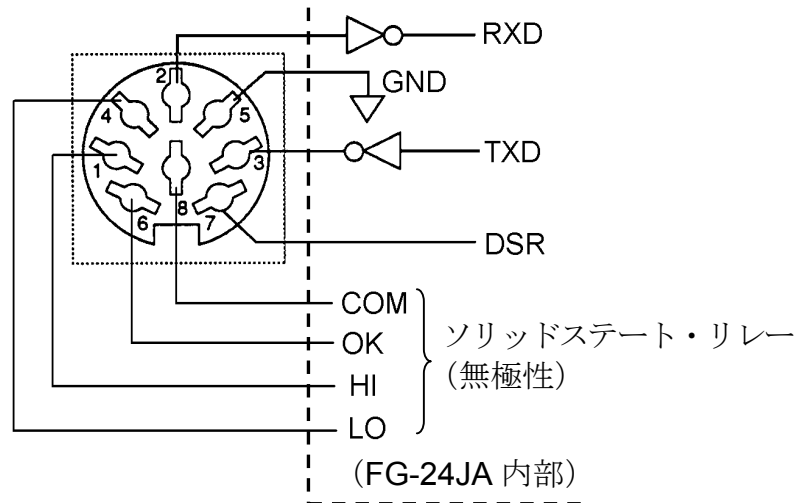 RXD
2
GND
4
5
TXD
1
3
8
6
7
DSR
COM
OK
HI
LO
ソリッドステート・リレー
（無極性）
（FG-24JA 内部）